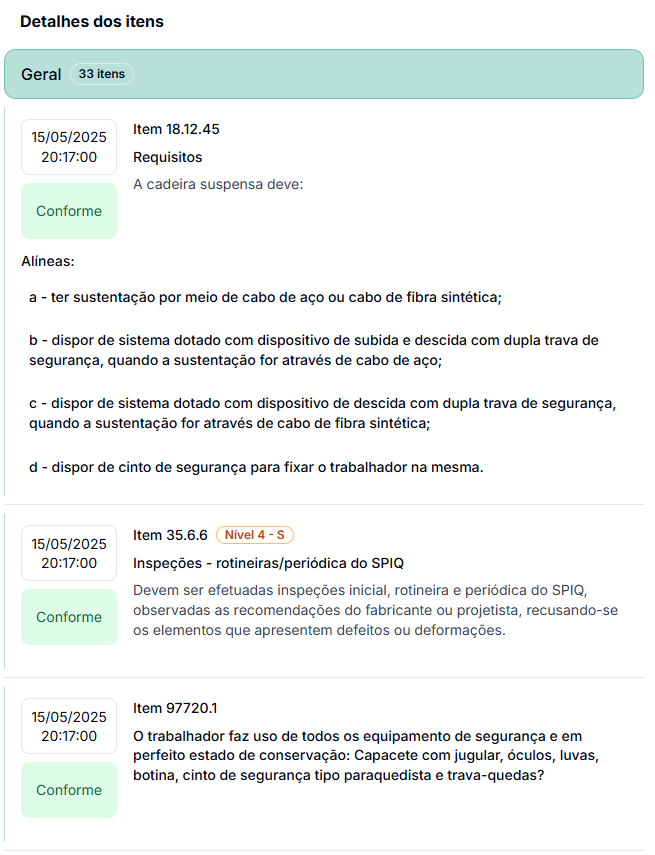 Detalhes dos itens
Geral 33 itens
15/05/2025
20:17:00
Conforme
Item 18.12.45
Requisitos
A cadeira suspensa deve:
Alíneas:
a - ter sustentação por meio de cabo de aço ou cabo de fibra sintética;
b - dispor de sistema dotado com dispositivo de subida e descida com dupla trava de
segurança, quando a sustentação for através de cabo de aço;
c - dispor de sistema dotado com dispositivo de descida com dupla trava de segurança,
quando a sustentação for através de cabo de fibra sintética;
d - dispor de cinto de segurança para fixar o trabalhador na mesma.
15/05/2025
20:17:00
Conforme
Item 35.6.6 Nível 4 - S
Inspeções - rotineiras/periódica do SPIQ
Devem ser efetuadas inspeções inicial, rotineira e periódica do SPIQ,
observadas as recomendações do fabricante ou projetista, recusando-se
os elementos que apresentem defeitos ou deformações.
15/05/2025
20:17:00
Conforme
Item 97720.1
O trabalhador faz uso de todos os equipamento de segurança e em
perfeito estado de conservação: Capacete com jugular, óculos, luvas,
botina, cinto de segurança tipo paraquedista e trava-quedas?